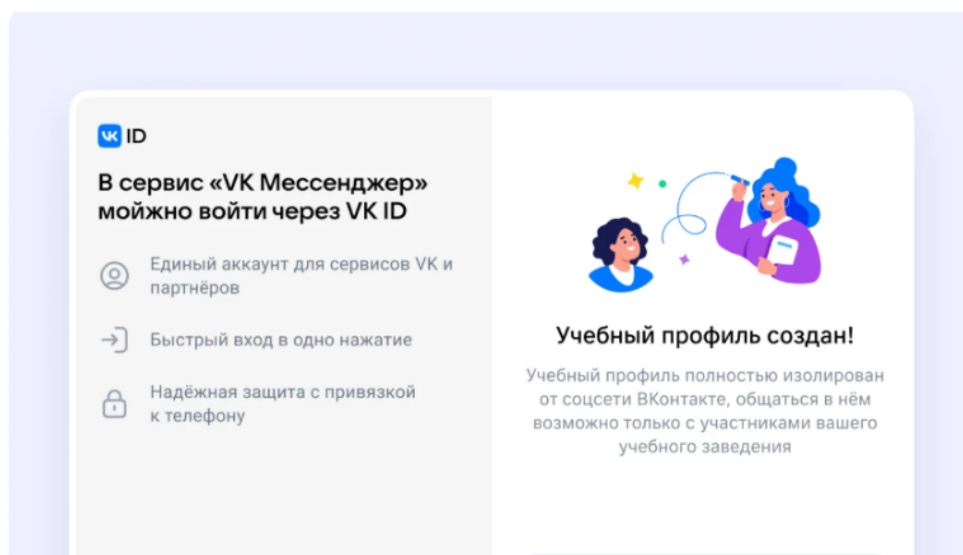 VK ID
В сервис «VK Мессенджер»
мойжно войти через VK ID
Единый аккаунт для сервисов VK и
партнёров
Быстрый вход в одно нажатие
Надёжная защита с привязкой
к телефону
Учебный профиль создан!
Учебный профиль полностью изолирован
от соцсети ВКонтакте, общаться в нём
возможно только с участниками вашего
учебного заведения